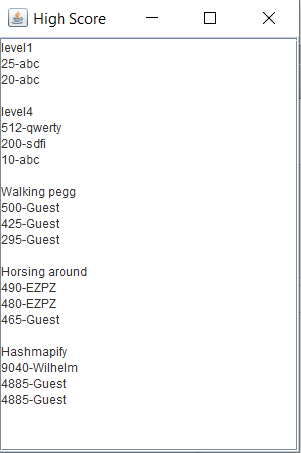 High Score
level1
25-abc
20-abc
level4
512-qwerty
200-sdfi
10-abc
Walking pegg
500-Guest
425-Guest
295-Guest
Horsing around
490-EZPZ
480-EZPZ
465-Guest
Hashmapify
9040-Wilhelm
4885-Guest
4885-Guest